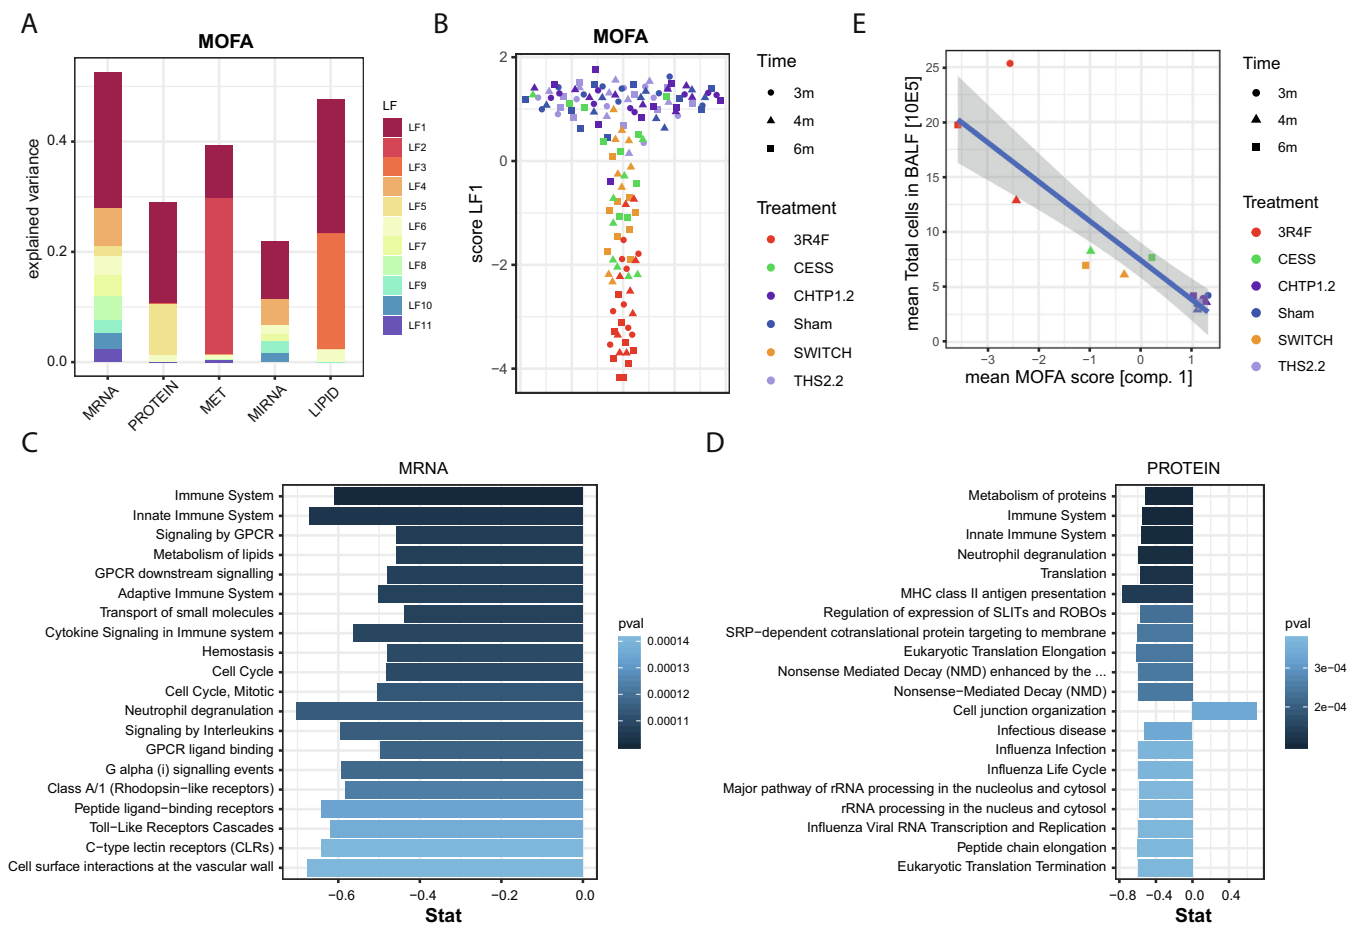 A
MOFA
explained variance
0.4
0.2
0.0
MRNA
PROTEIN
MET
MIRNA
LIPID
LF
LF1
LF2
LF3
LF4
LF5
LF6
LF7
LF8
LF9
LF10
LF11
B
MOFA
score LF1
2
0
−2
−4
Time
3m
4m
6m
Treatment
3R4F
CESS
CHTP1.2
Sham
SWITCH
THS2.2
E
mean Total cells in BALF [10E5]
25
20
15
10
5
0
−3
−2
−1
0
1
mean MOFA score [comp. 1]
Time
3m
4m
6m
Treatment
3R4F
CESS
CHTP1.2
Sham
SWITCH
THS2.2
C
MRNA
Immune System
Innate Immune System
Signaling by GPCR
Metabolism of lipids
GPCR downstream signalling
Adaptive Immune System
Transport of small molecules
Cytokine Signaling in Immune system
Hemostasis
Cell Cycle
Cell Cycle, Mitotic
Neutrophil degranulation
Signaling by Interleukins
GPCR ligand binding
G alpha (i) signalling events
Class A/1 (Rhodopsin−like receptors)
Peptide ligand−binding receptors
Toll−Like Receptors Cascades
C−type lectin receptors (CLRs)
Cell surface interactions at the vascular wall
−0.6
−0.4
−0.2
0.0
Stat
pval
0.00014
0.00013
0.00012
0.00011
D
PROTEIN
Metabolism of proteins
Immune System
Innate Immune System
Neutrophil degranulation
Translation
MHC class II antigen presentation
Regulation of expression of SLITs and ROBOs
SRP−dependent cotranslational protein targeting to membrane
Eukaryotic Translation Elongation
Nonsense Mediated Decay (NMD) enhanced by the ...
Nonsense−Mediated Decay (NMD)
Cell junction organization
Infectious disease
Influenza Infection
Influenza Life Cycle
Major pathway of rRNA processing in the nucleolus and cytosol
rRNA processing in the nucleus and cytosol
Influenza Viral RNA Transcription and Replication
Peptide chain elongation
Eukaryotic Translation Termination
−0.8
−0.4
0.0
0.4
Stat
pval
3e−04
2e−04